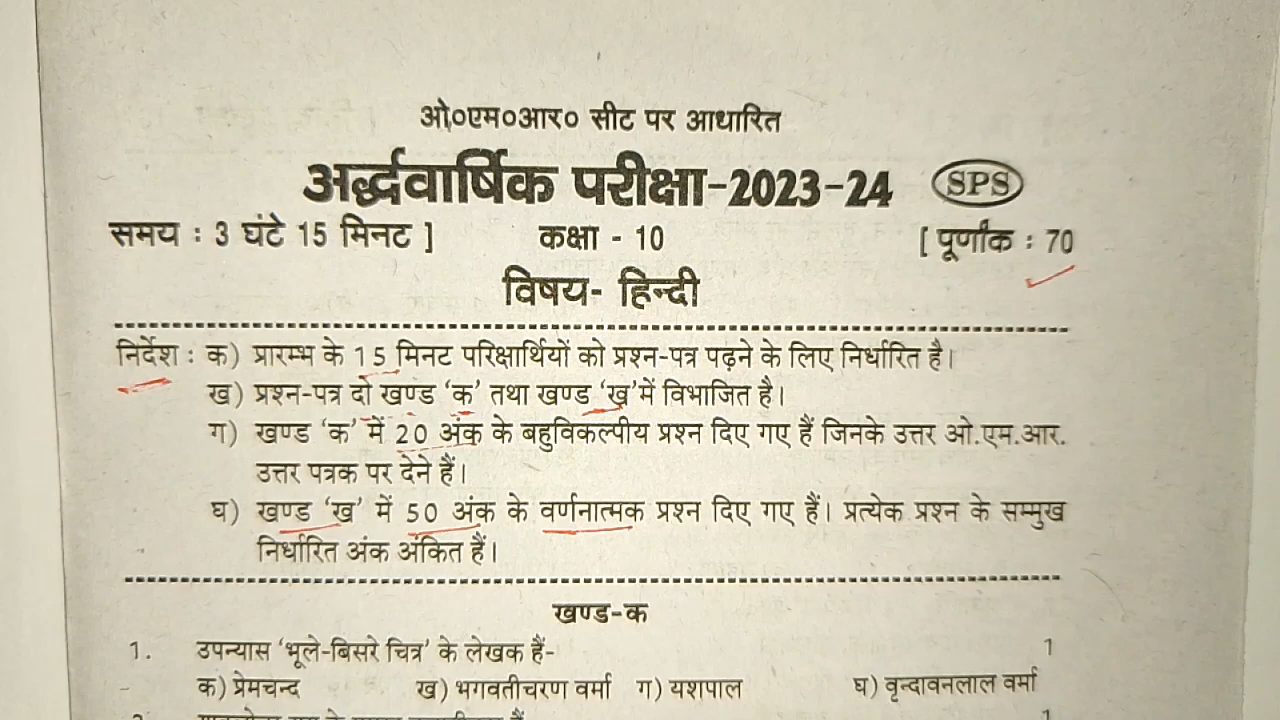 ओ०एम०आर० सीट पर आधारित
अर्द्धवार्षिक परीक्षा-2023-24 SPS
समय : 3 घंटे 15 मिनट ] कक्षा - 10 [ पूर्णांक : 70
विषय- हिन्दी
निर्देश : क) प्रारम्भ के 15 मिनट परिक्षार्थियों को प्रश्न-पत्र पढ़ने के लिए निर्धारित है।
ख) प्रश्न-पत्र दो खण्ड ‘क’ तथा खण्ड ‘ख’में विभाजित है।
ग) खण्ड ‘क’ में 20 अंक के बहुविकल्पीय प्रश्न दिए गए हैं जिनके उत्तर ओ.एम.आर.
उत्तर पत्रक पर देने हैं।
घ) खण्ड ‘ख’ में 50 अंक के वर्णनात्मक प्रश्न दिए गए हैं। प्रत्येक प्रश्न के सम्मुख
निर्धारित अंक अंकित हैं।
खण्ड-क
1. उपन्यास ‘भूले-बिसरे चित्र’ के लेखक हैं- 1
क) प्रेमचन्द ख) भगवतीचरण वर्मा ग) यशपाल घ) वृन्दावनलाल वर्मा